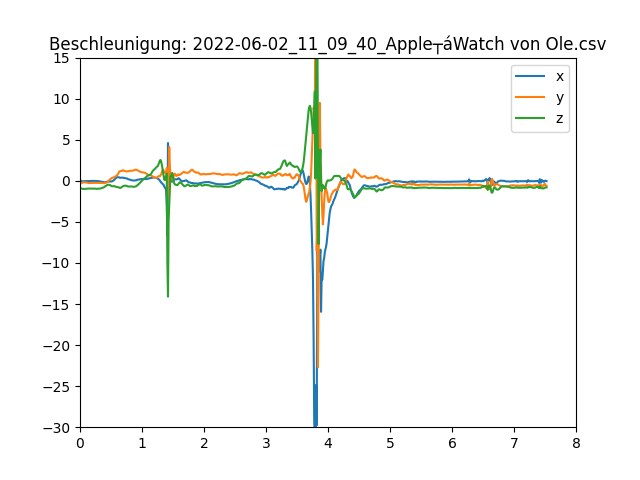 Beschleunigung: 2022-06-02_11_09_40_Apple┬áWatch von Ole.csv
15
10
5
0
−5
−10
−15
−20
−25
−30
0 1 2 3 4 5 6 7 8
x
y
z